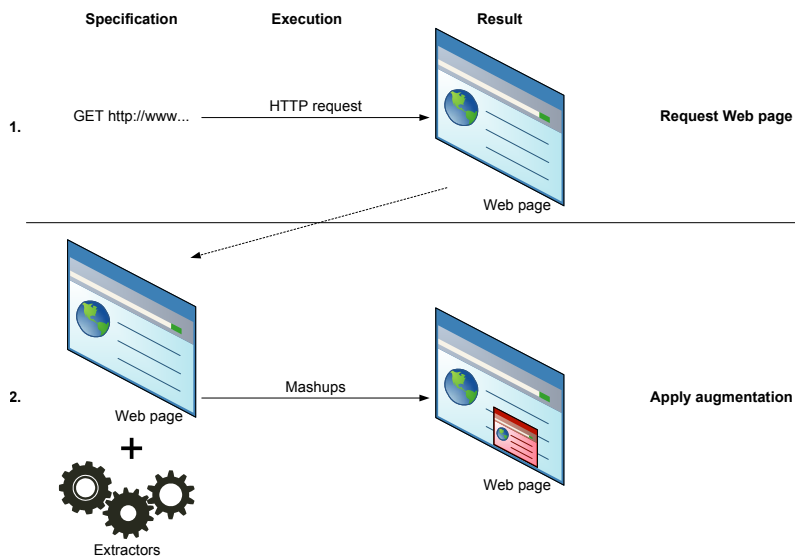 Specification Execution Result
1. GET http://www... HTTP request Request Web page
Web page
2. Mashups Apply augmentation
Web page
+
Web page
Extractors